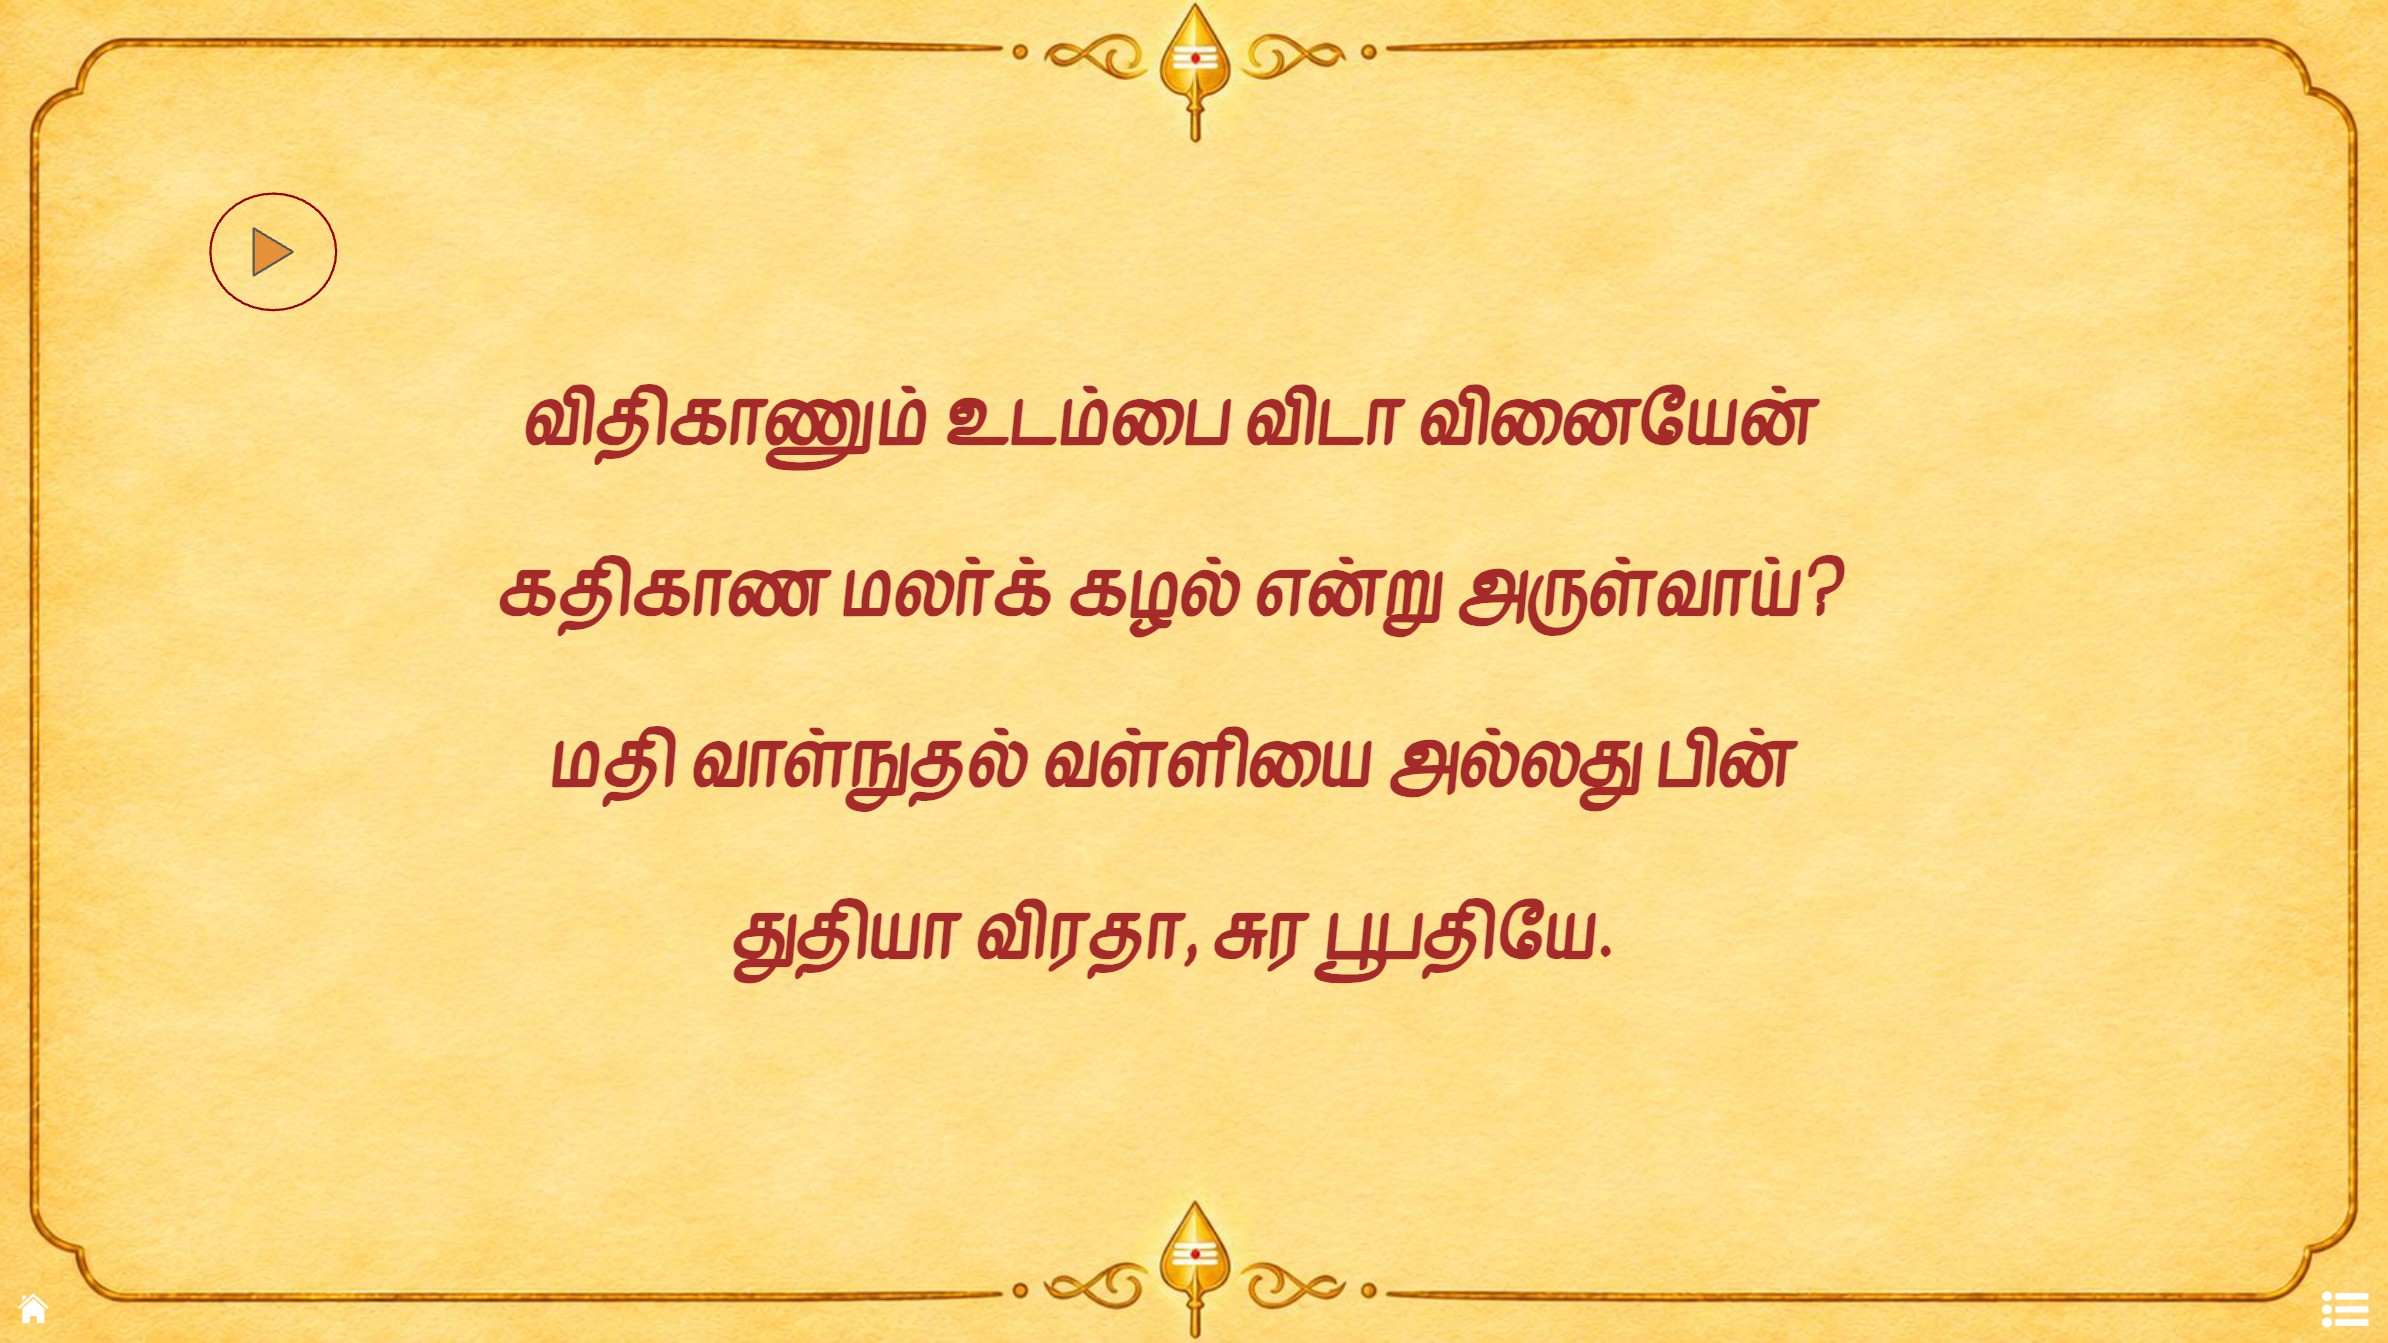 விதிகாணும் உடம்பை விடா வினையேன்
கதிகாண மலர்க் கழல் என்று அருள்வாய்?
மதி வாள்நுதல் வள்ளியை அல்லது பின்
துதியா விரதா, சுர பூபதியே.